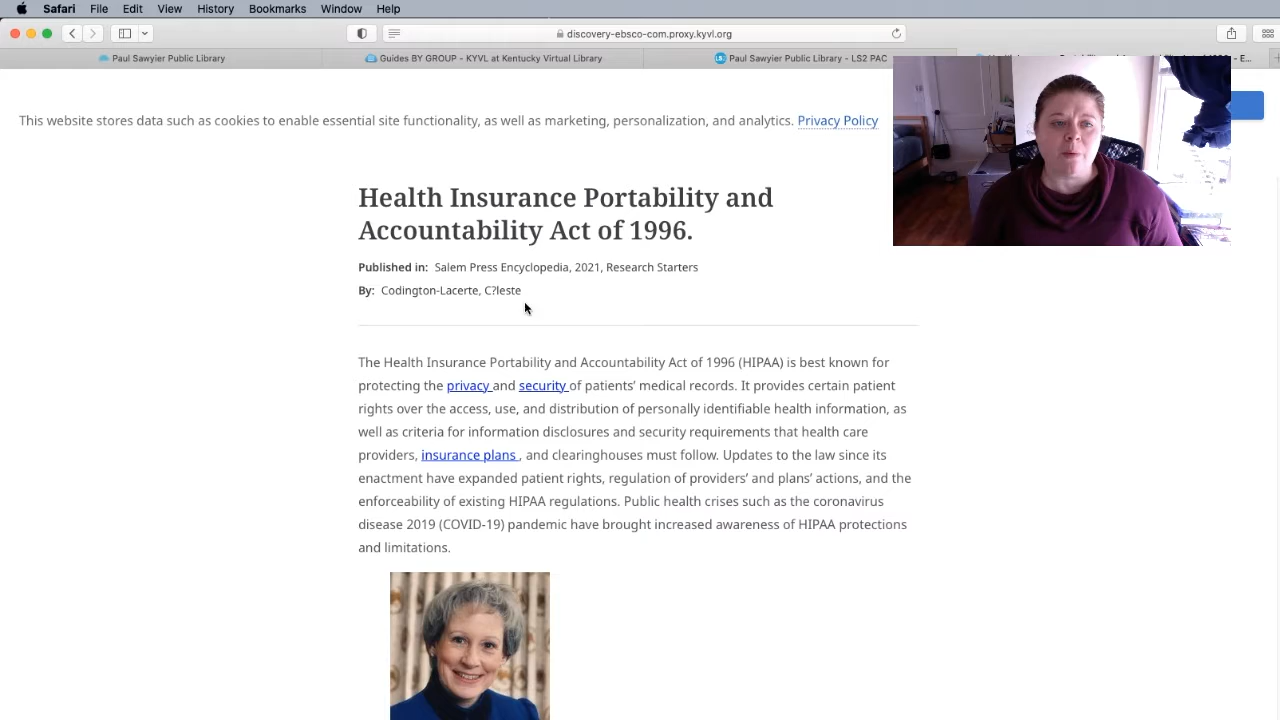 Safari File Edit View History Bookmarks Window Help
discovery-ebsco-com.proxy.kyvl.org
Paul Sawyier Public Library Guides BY GROUP - KYVL at Kentucky Virtual Library Paul Sawyier Public Library - LS2 PAC
This website stores data such as cookies to enable essential site functionality, as well as marketing, personalization, and analytics. Privacy Policy
Health Insurance Portability and
Accountability Act of 1996.
Published in: Salem Press Encyclopedia, 2021, Research Starters
By: Codington-Lacerte, C?leste
The Health Insurance Portability and Accountability Act of 1996 (HIPAA) is best known for
protecting the privacy and security of patients’ medical records. It provides certain patient
rights over the access, use, and distribution of personally identifiable health information, as
well as criteria for information disclosures and security requirements that health care
providers, insurance plans , and clearinghouses must follow. Updates to the law since its
enactment have expanded patient rights, regulation of providers’ and plans’ actions, and the
enforceability of existing HIPAA regulations. Public health crises such as the coronavirus
disease 2019 (COVID-19) pandemic have brought increased awareness of HIPAA protections
and limitations.